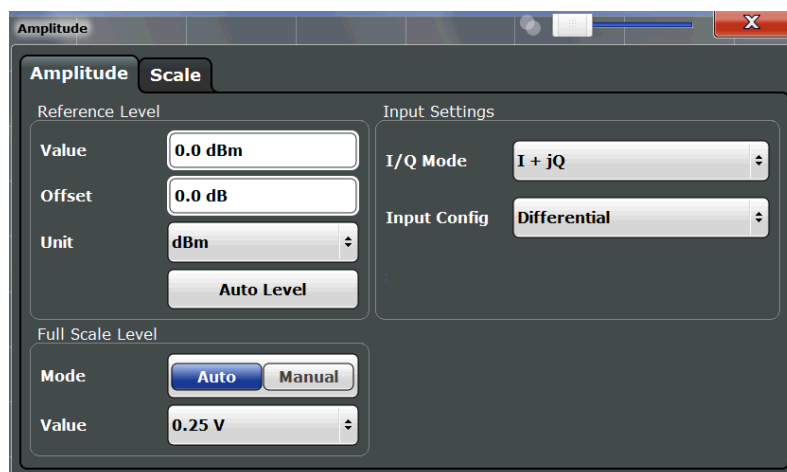 Amplitude
X
Amplitude
Scale
Reference Level
Value
0.0 dBm
Offset
0.0 dB
Unit
dBm
Auto Level
Input Settings
I/Q Mode
I + jQ
Input Config
Differential
Full Scale Level
Mode
Auto
Manual
Value
0.25 V